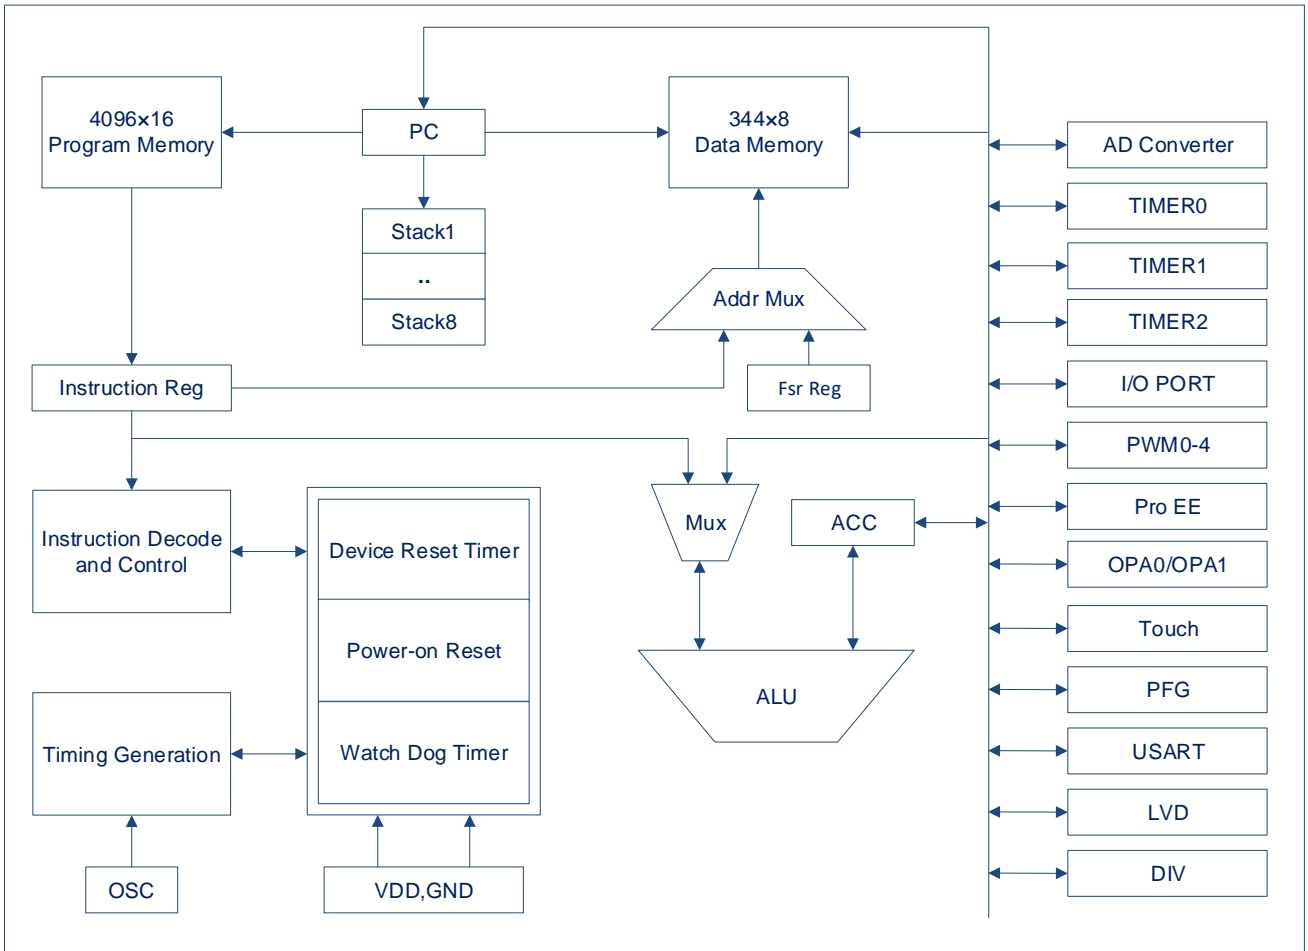 4096×16
Program Memory
PC
344×8
Data Memory
AD Converter
TIMER0
Stack1
..
Stack8
TIMER1
Addr Mux
TIMER2
Instruction Reg
Fsr Reg
I/O PORT
PWM0-4
Instruction Decode
and Control
Device Reset Timer
Mux
ACC
Pro EE
OPA0/OPA1
Power-on Reset
Touch
ALU
PFG
Timing Generation
Watch Dog Timer
USART
LVD
OSC
VDD,GND
DIV